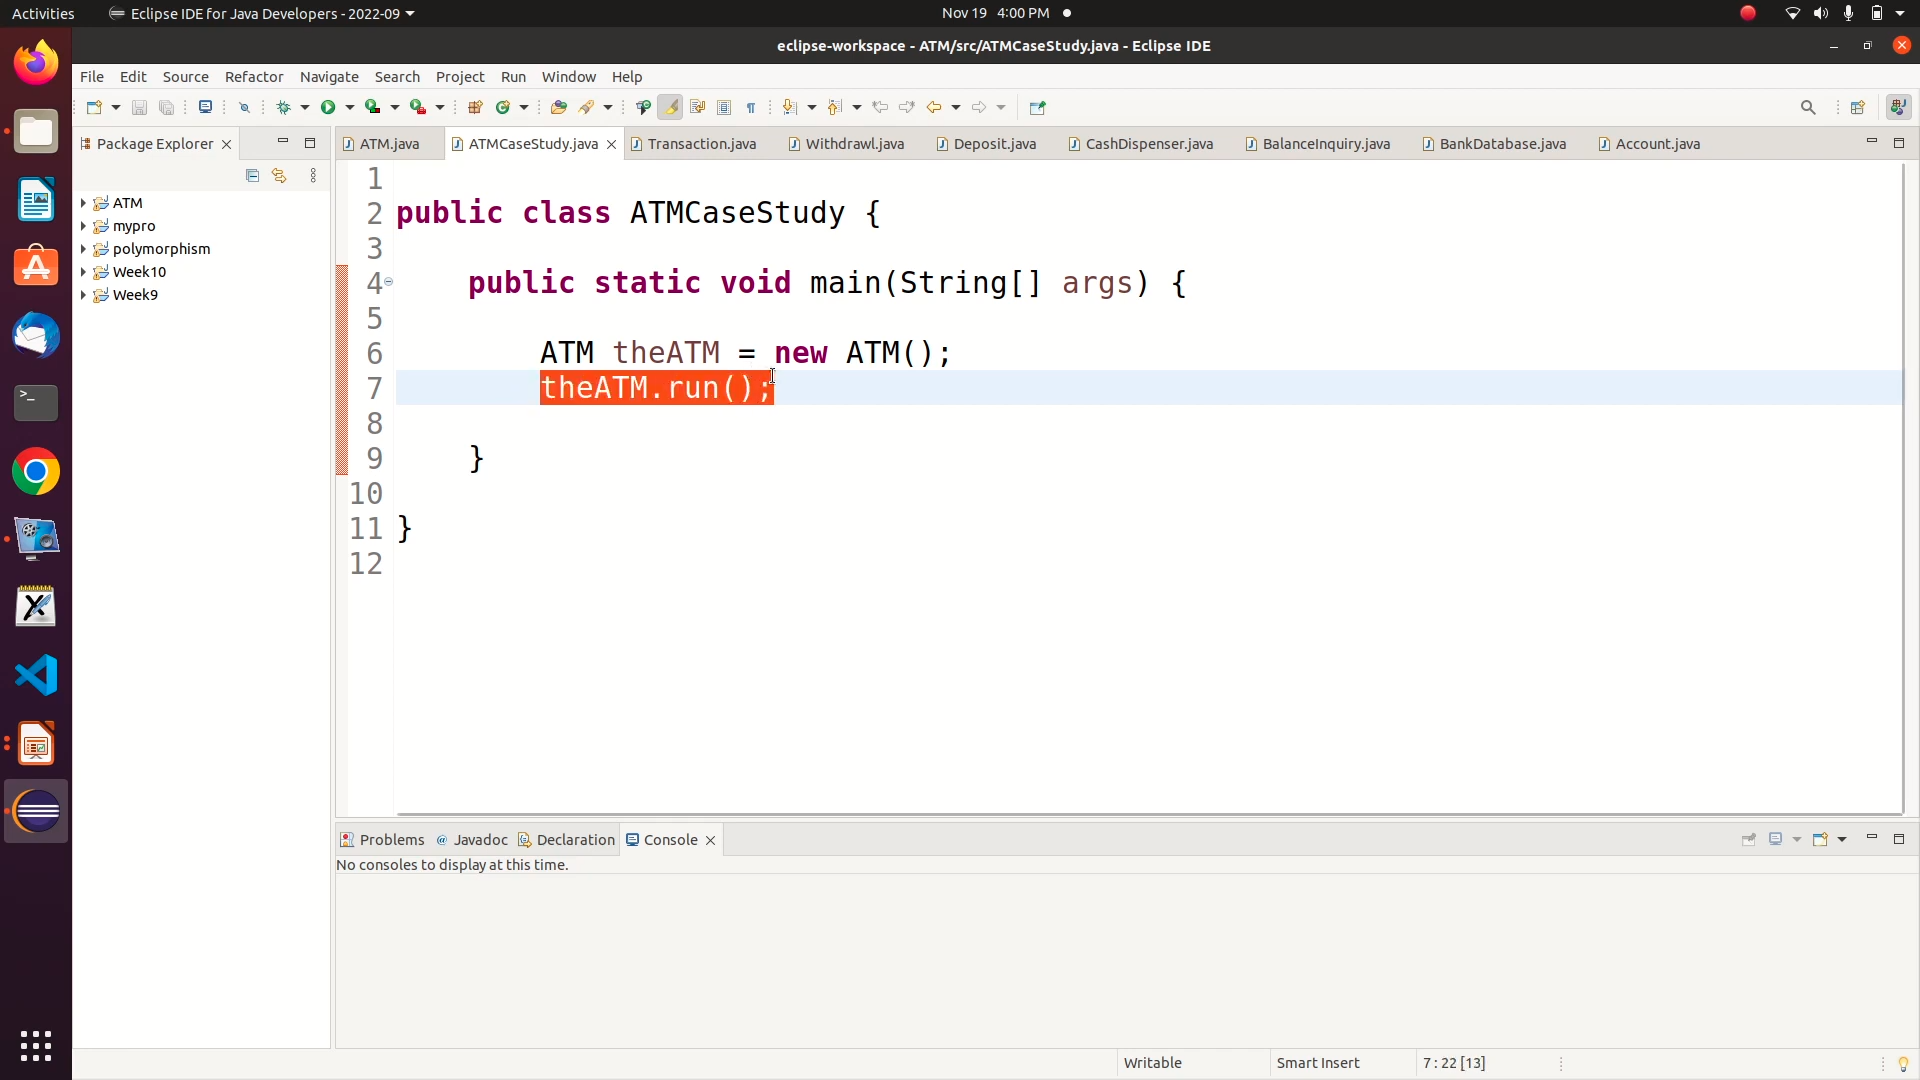 Activities Eclipse IDE for Java Developers - 2022-09 Nov 19 4:00 PM
eclipse-workspace - ATM/src/ATMCaseStudy.java - Eclipse IDE
File Edit Source Refactor Navigate Search Project Run Window Help
Package Explorer ATM.java ATMCaseStudy.java Transaction.java Withdrawl.java Deposit.java CashDispenser.java BalanceInquiry.java BankDatabase.java Account.java
ATM
mypro
polymorphism
Week10
Week9
1
2 public class ATMCaseStudy {
3
4 public static void main(String[] args) {
5
6 ATM theATM = new ATM();
7 theATM.run();
8
9 }
10
11 }
12
Problems @ Javadoc Declaration Console
No consoles to display at this time.
Writable Smart Insert 7 : 22 [13]